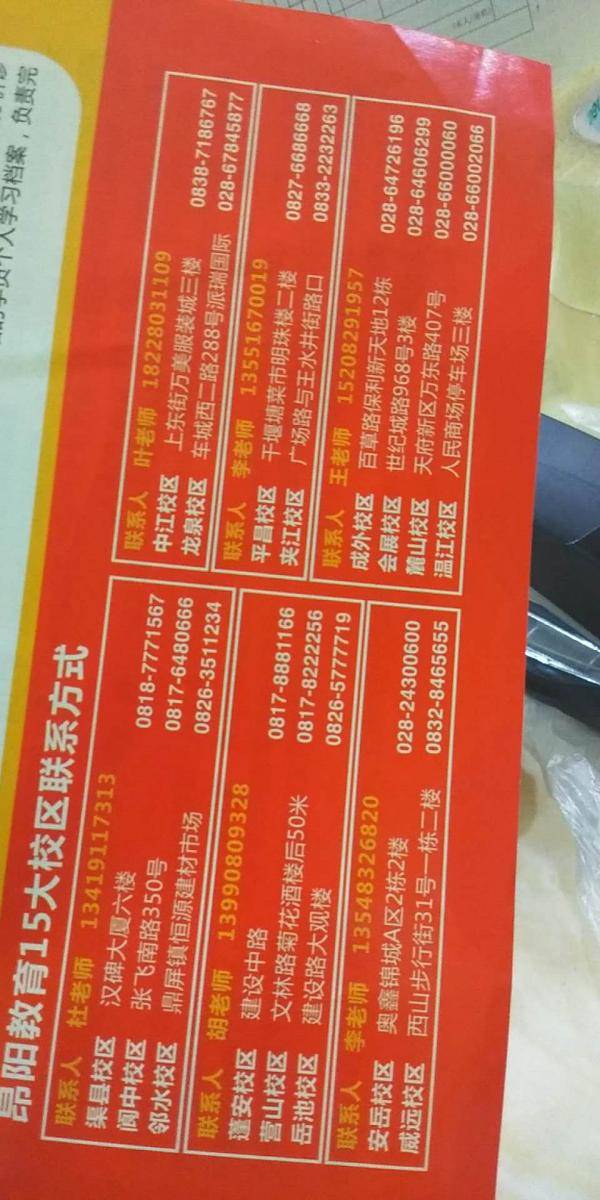 学习档案，负责完
昂阳教育15大校区联系方式
联系人 杜老师 13419117313
渠县校区 汉碑大厦六楼 0818-7771567
阆中校区 张飞南路350号 0817-6480666
邻水校区 鼎屏镇恒源建材市场 0826-3511234
联系人 胡老师 13990809328
蓬安校区 建设中路 0817-8881166
营山校区 文林路菊花酒楼后50米 0817-8222256
岳池校区 建设路大观楼 0826-5777719
联系人 李老师 13548326820
安岳校区 奥鑫锦城A区2栋2楼 028-24300600
威远校区 西山步行街31号一栋二楼 0832-8465655
联系人 叶老师 18228031109
中江校区 上东街万美服装城三楼 0838-7186767
龙泉校区 车城西二路288号派瑞国际 028-67845877
联系人 李老师 13551670019
平昌校区 干堰塘菜市明珠楼二楼 0827-6686668
夹江校区 广场路与王水井街路口 0833-2232263
联系人 王老师 15208291957
成外校区 百草路保利新天地12栋 028-64726196
会展校区 世纪城路968号3楼 028-64606299
麓山校区 天府新区万东路407号 028-66000060
温江校区 人民商场停车场三楼 028-66002066